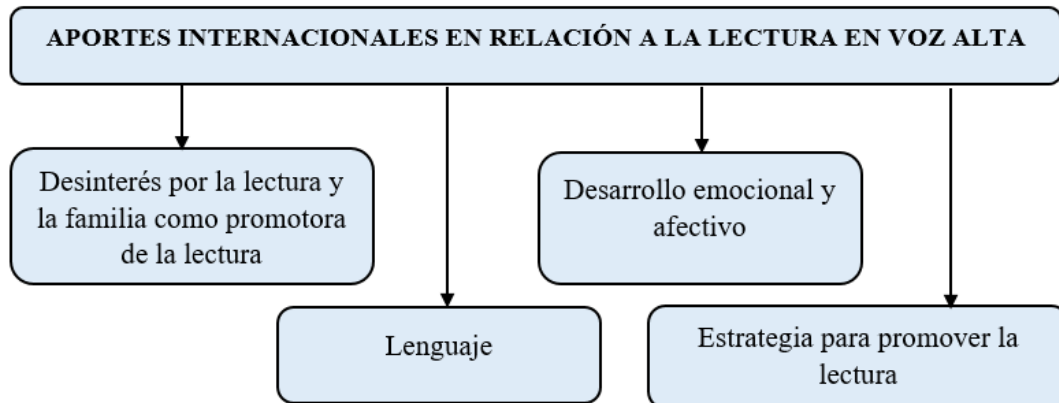 APORTES INTERNACIONALES EN RELACIÓN A LA LECTURA EN VOZ ALTA
Desinterés por la lectura y
la familia como promotora
de la lectura
Desarrollo emocional y
afectivo
Lenguaje
Estrategia para promover la
lectura